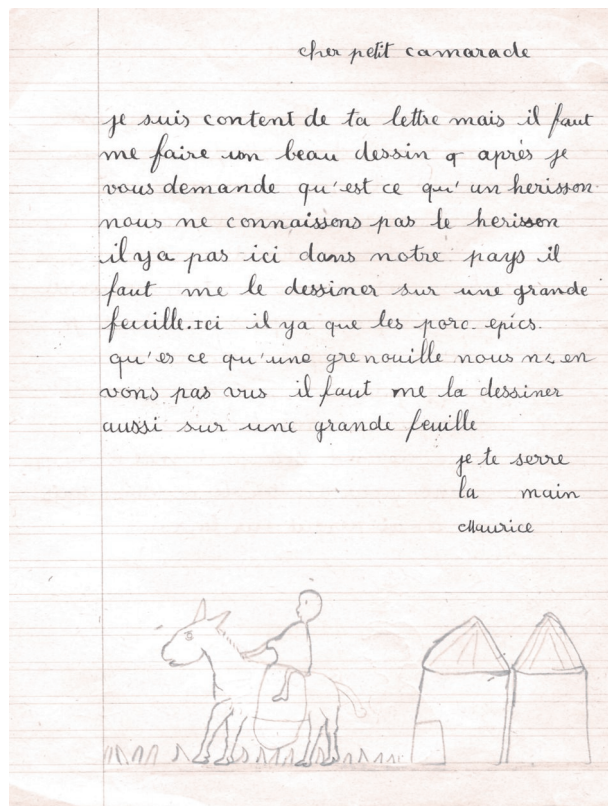 cher petit camarade
je suis content de ta lettre mais il faut
me faire un beau dessin et après je
vous demande qu'est ce qu' un herisson
nous ne connaissons pas le herisson
il y a pas ici dans notre pays il
faut me le dessiner sur une grande
feuille. ici il ya que les porc. epics.
qu'es ce qu'une grenouille nous n'en
vons pas vus il faut me la dessiner
aussi sur une grande feuille
je te serre
la main
Maurice